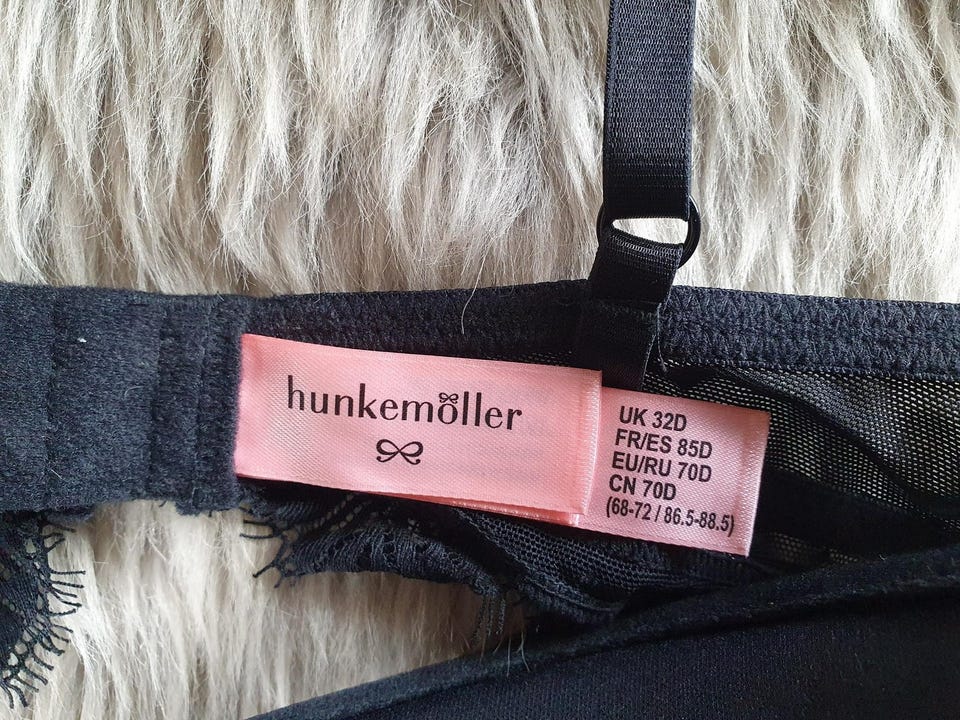 hunkemöller
UK 32D
FR/ES 85D
EU/RU 70D
CN 70D
(68-72 / 86.5-88.5)